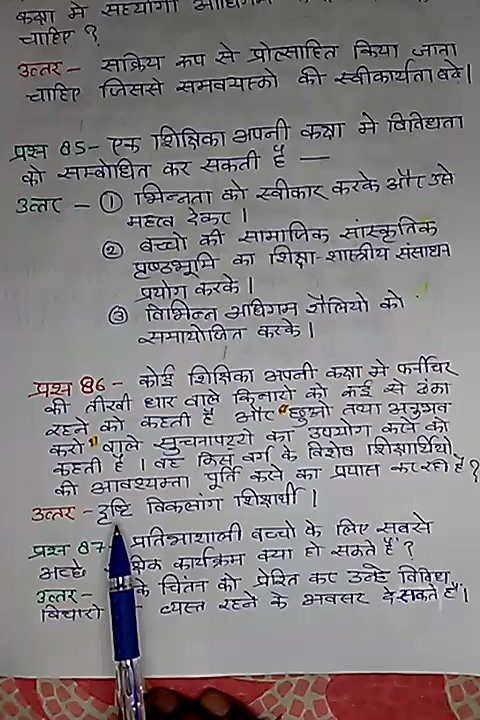 कक्षा मे सहयोगी अधिगम
चाहिए ?
उत्तर - सक्रिय रूप से प्रोत्साहित किया जाना
चाहिए जिससे समवयस्को की स्वीकार्यता बढे।
प्रश्न 85- एक शिक्षिका अपनी कक्षा मे विविधता
को सम्बोधित कर सकती है —
उत्तर - ① भिन्नता को स्वीकार करके और उसे
महत्व देकर।
② बच्चो की सामाजिक सांस्कृतिक
पृष्ठभूमि का शिक्षा-शास्त्रीय संसाधन
प्रयोग करके।
③ विभिन्न अधिगम शैलियो को
समायोजित करके।
प्रश्न 86- कोई शिक्षिका अपनी कक्षा मे फर्नीचर
की तीखी धार वाले किनारो को रूई से ढंका
रखने को कहती है और "छुओ तथा अनुभव
करो" वाले सुचनापट्टो का उपयोग करने को
कहती है। वह किस वर्ग के विशेष शिक्षार्थियो
की आवश्यकता पूर्ति करने का प्रयास कर रही है ?
उत्तर - दृष्टि विकलांग शिक्षार्थी।
प्रश्न 87- प्रतिभाशाली बच्चो के लिए सबसे
अच्छे क्षिक कार्यक्रम क्या हो सकते है ?
उत्तर - के चिंतन को प्रेरित कर उन्हे विविध
विचारो व्यस्त रहने के अवसर दे सकते है।